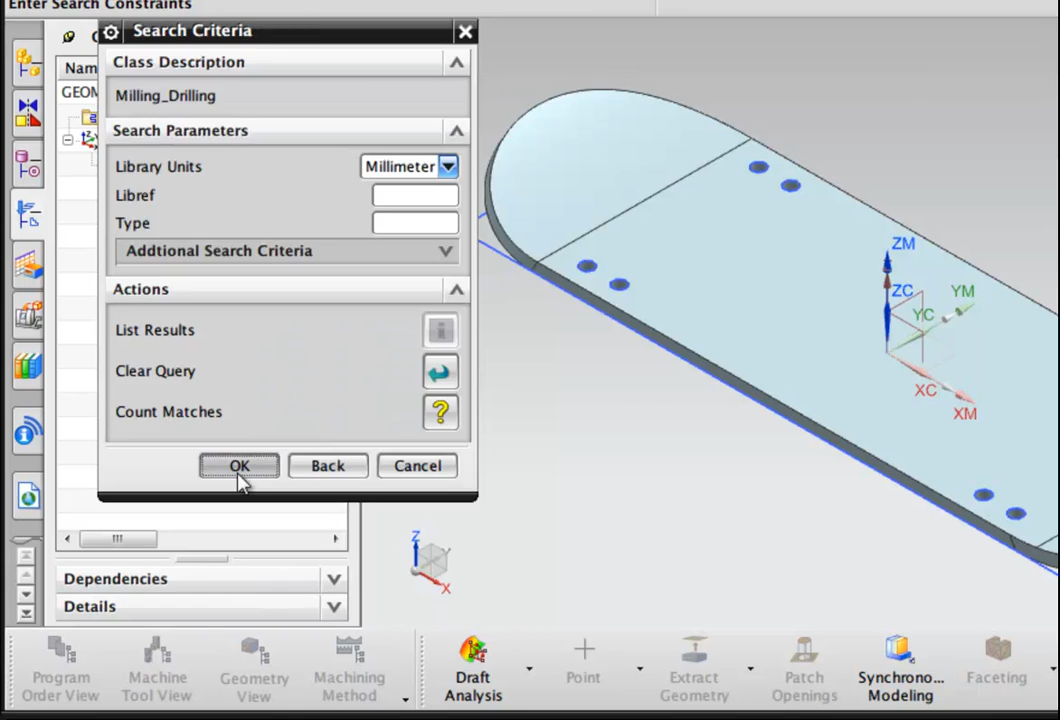 Enter Search Constraints
Search Criteria
Class Description
Milling_Drilling
Search Parameters
Library Units
Millimeter
Libref
Type
Addtional Search Criteria
Actions
List Results
Clear Query
Count Matches
OK
Back
Cancel
Nam
GEOM
Dependencies
Details
ZM
ZC
YM
YC
XC
XM
Z
Y
X
Program
Order View
Machine
Tool View
Geometry
View
Machining
Method
Draft
Analysis
Point
Extract
Geometry
Patch
Openings
Synchrono...
Modeling
Faceting